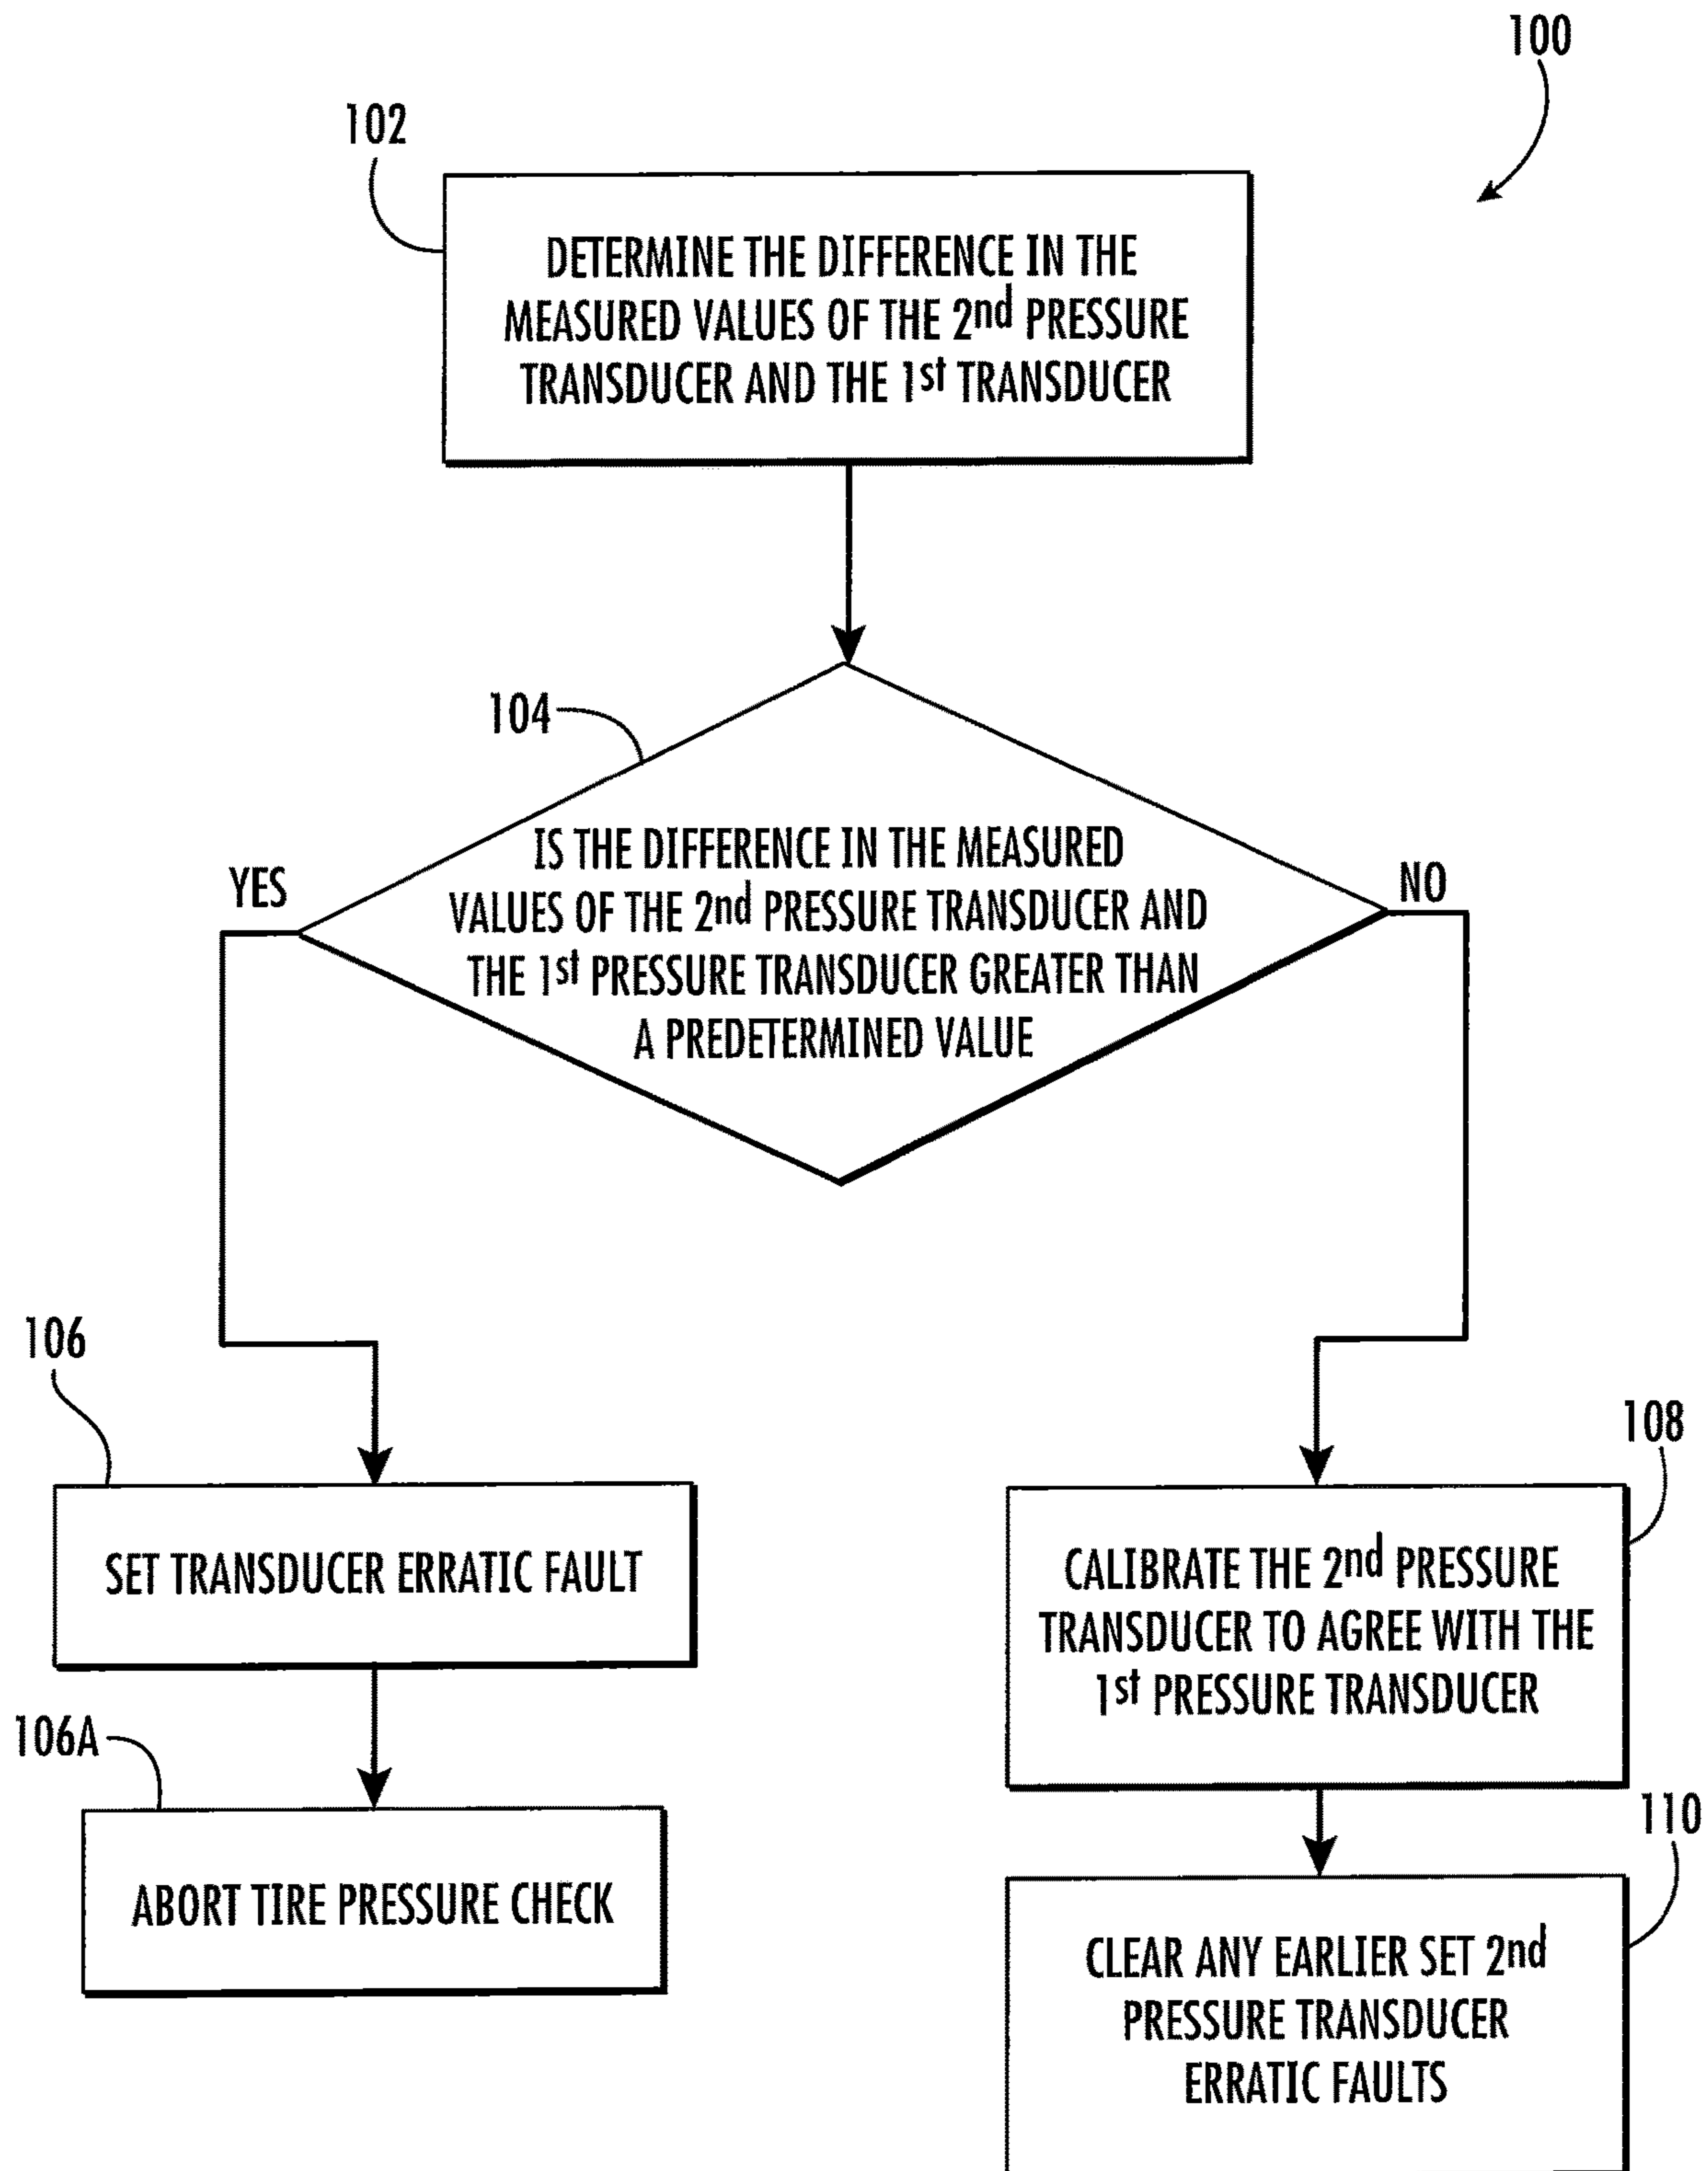 100
102
DETERMINE THE DIFFERENCE IN THE
MEASURED VALUES OF THE 2nd PRESSURE
TRANSDUCER AND THE 1st TRANSDUCER
104
IS THE DIFFERENCE IN THE MEASURED
VALUES OF THE 2nd PRESSURE TRANSDUCER AND
THE 1st PRESSURE TRANSDUCER GREATER THAN
A PREDETERMINED VALUE
YES
NO
106
SET TRANSDUCER ERRATIC FAULT
106A
ABORT TIRE PRESSURE CHECK
108
CALIBRATE THE 2nd PRESSURE
TRANSDUCER TO AGREE WITH THE
1st PRESSURE TRANSDUCER
110
CLEAR ANY EARLIER SET 2nd
PRESSURE TRANSDUCER
ERRATIC FAULTS